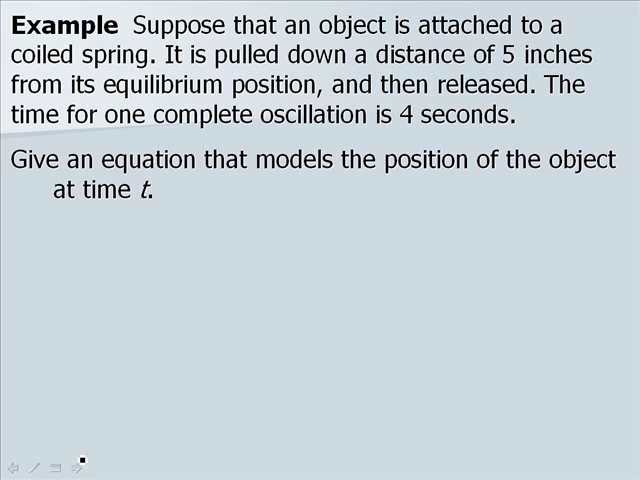 Example Suppose that an object is attached to a
coiled spring. It is pulled down a distance of 5 inches
from its equilibrium position, and then released. The
time for one complete oscillation is 4 seconds.
Give an equation that models the position of the object
at time t.